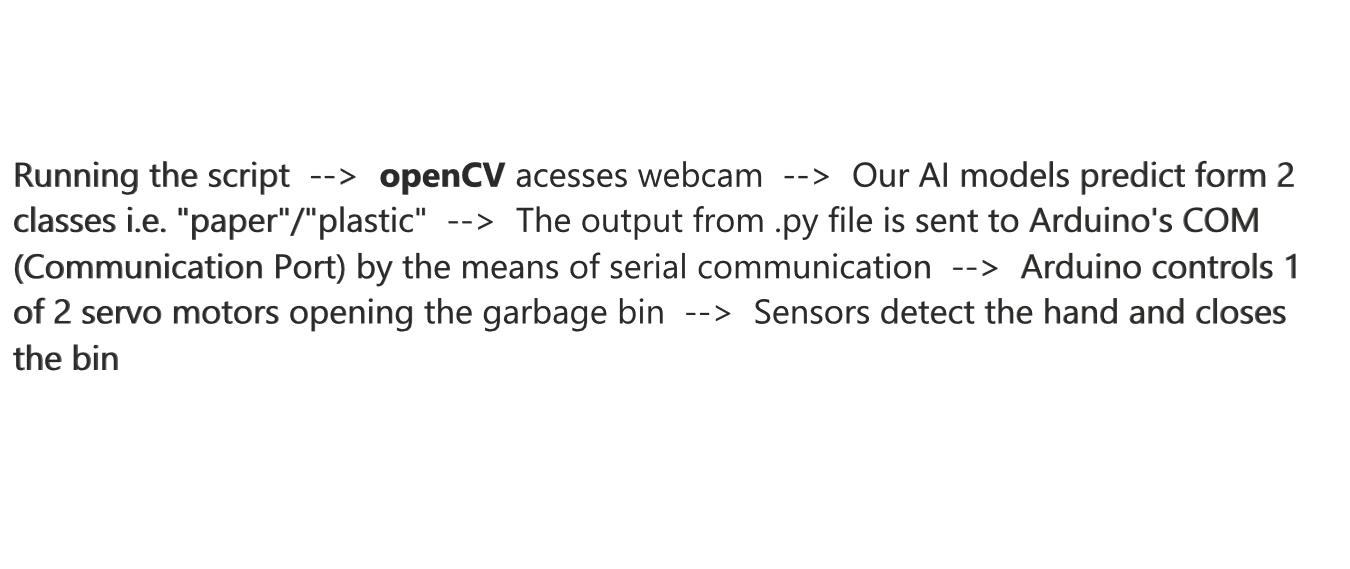 Running the script --> openCV acesses webcam --> Our AI models predict form 2
classes i.e. "paper"/"plastic" --> The output from .py file is sent to Arduino's COM
(Communication Port) by the means of serial communication --> Arduino controls 1
of 2 servo motors opening the garbage bin --> Sensors detect the hand and closes
the bin